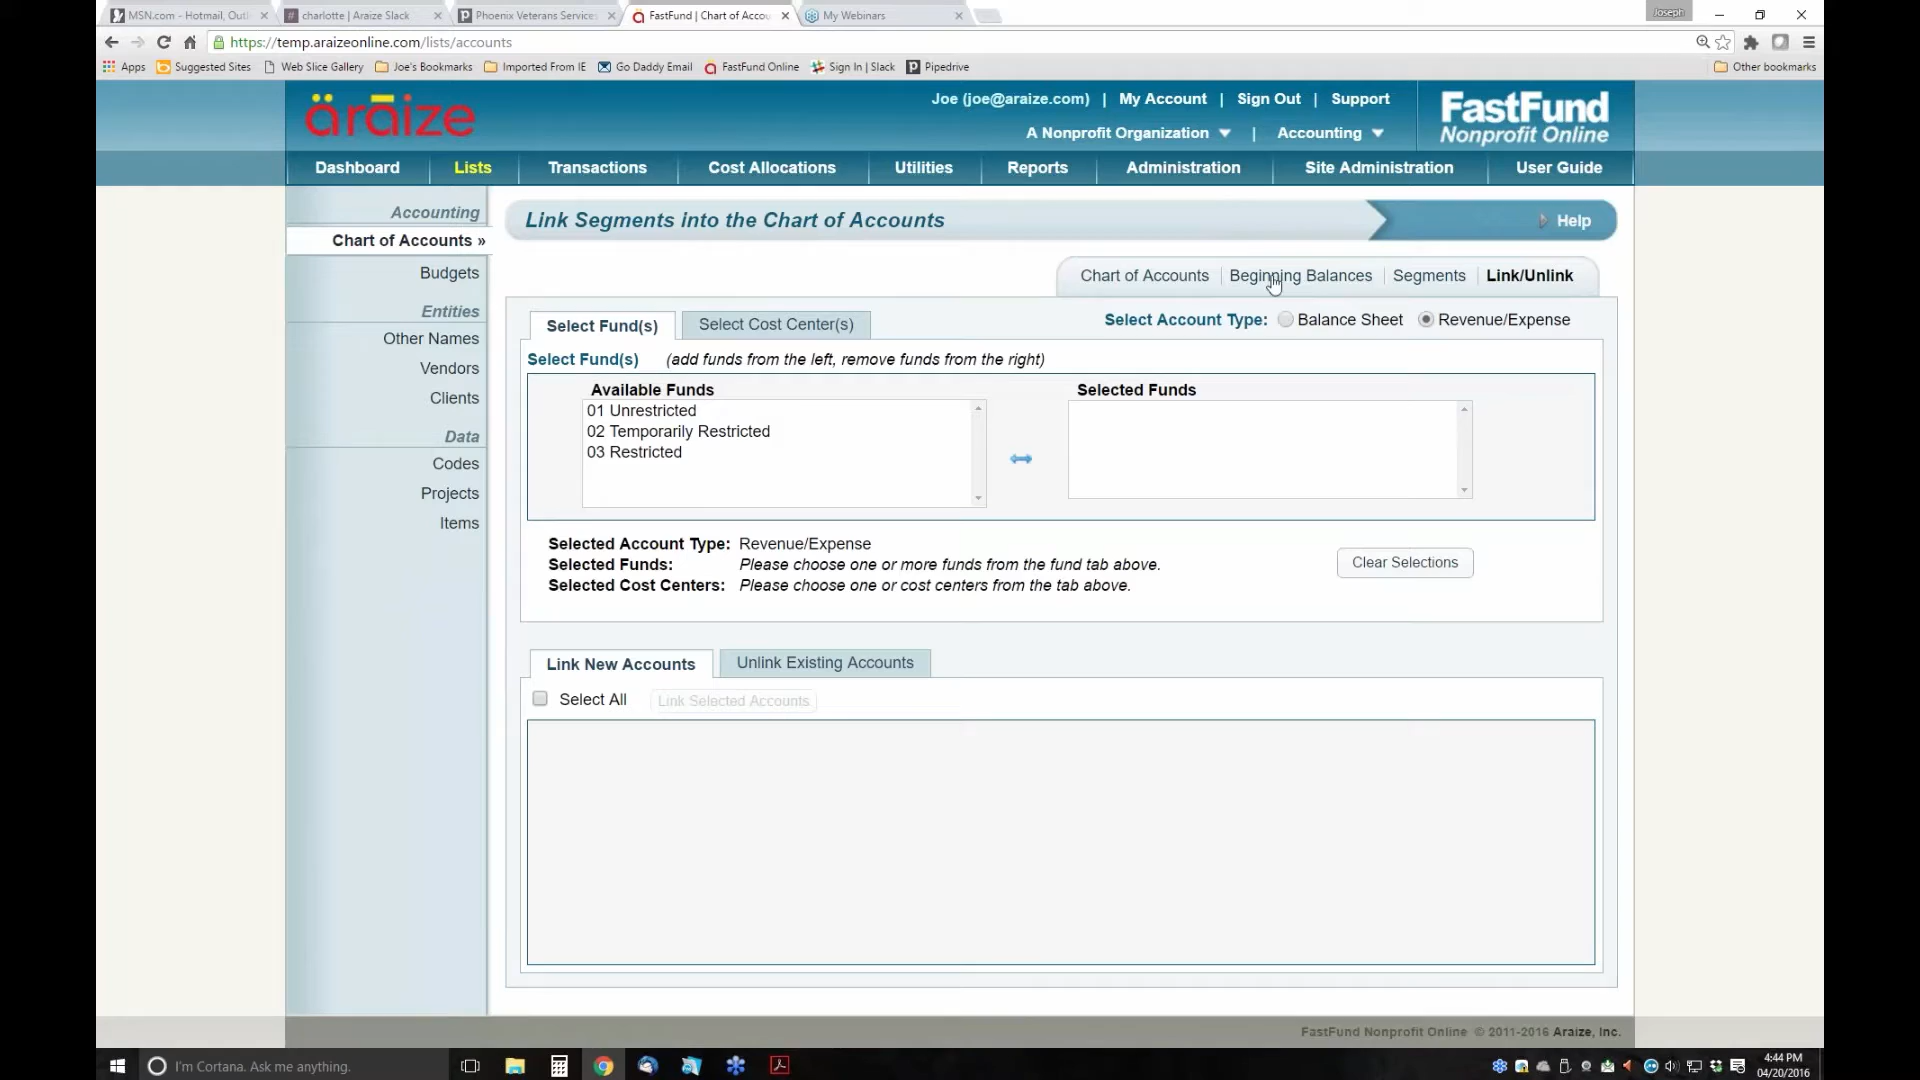 MSN.com - Hotmail, Outl
charlotte | Araize Slack
Phoenix Veterans Services
FastFund | Chart of Accou
My Webinars
Joseph
https://temp.araizeonline.com/lists/accounts
Apps
Suggested Sites
Web Slice Gallery
Joe's Bookmarks
Imported From IE
Go Daddy Email
FastFund Online
Sign In | Slack
Pipedrive
Other bookmarks
äraīze
Joe (joe@araize.com) | My Account | Sign Out | Support
A Nonprofit Organization | Accounting
FastFund
Nonprofit Online
Dashboard
Lists
Transactions
Cost Allocations
Utilities
Reports
Administration
Site Administration
User Guide
Accounting
Chart of Accounts »
Budgets
Entities
Other Names
Vendors
Clients
Data
Codes
Projects
Items
Link Segments into the Chart of Accounts
Help
Chart of Accounts | Beginning Balances | Segments | Link/Unlink
Select Fund(s)
Select Cost Center(s)
Select Account Type: Balance Sheet Revenue/Expense
Select Fund(s) (add funds from the left, remove funds from the right)
Available Funds
01 Unrestricted
02 Temporarily Restricted
03 Restricted
Selected Funds
Selected Account Type: Revenue/Expense
Selected Funds: Please choose one or more funds from the fund tab above.
Selected Cost Centers: Please choose one or cost centers from the tab above.
Clear Selections
Link New Accounts
Unlink Existing Accounts
Select All
Link Selected Accounts
FastFund Nonprofit Online © 2011-2016 Araize, Inc.
I'm Cortana. Ask me anything.
4:44 PM
04/20/2016